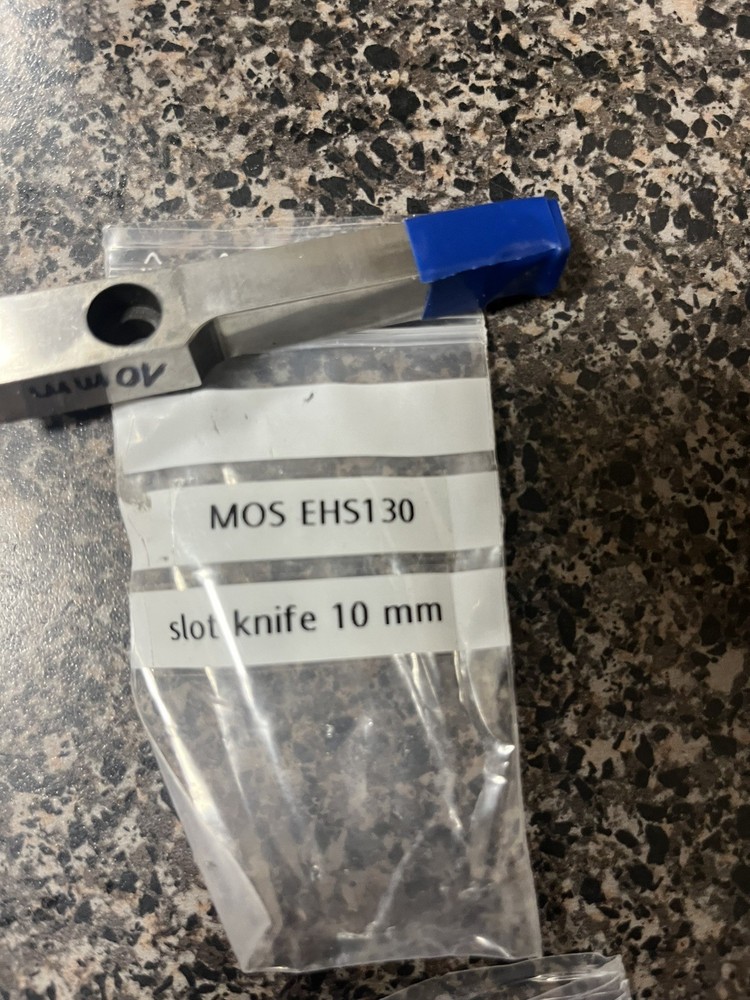 MOS EHS130
slot knife 10 mm